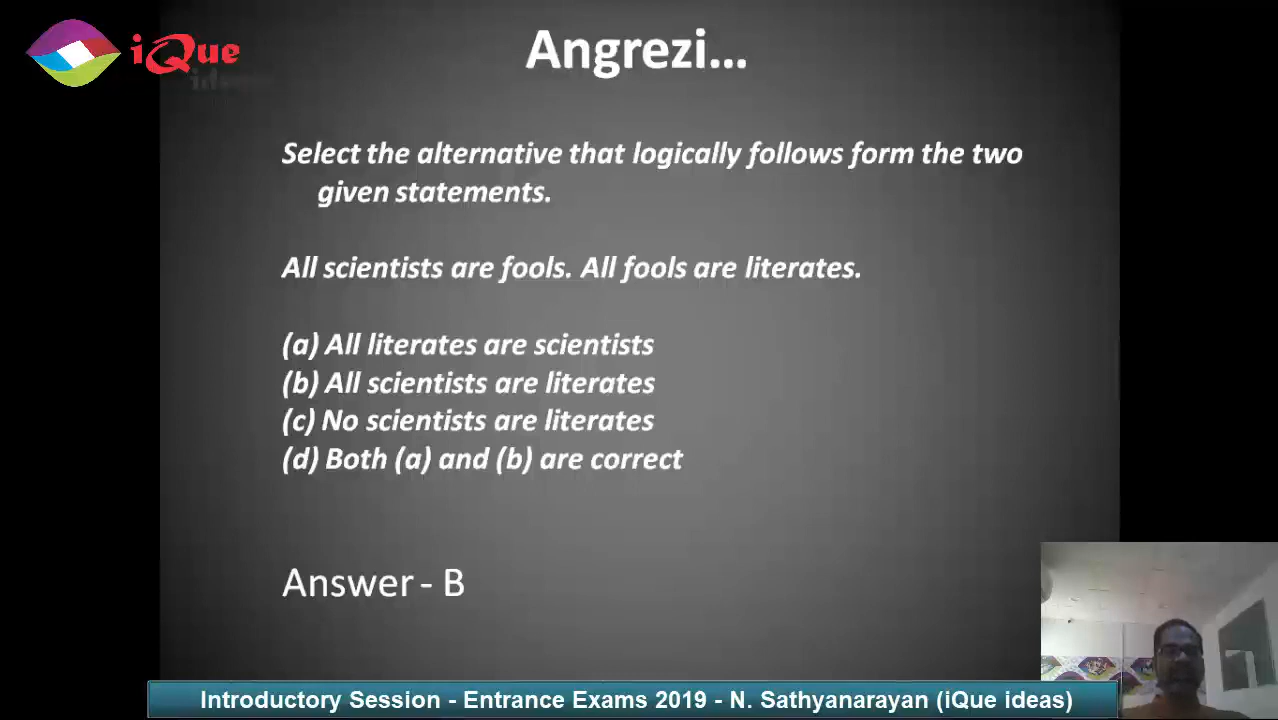 iQue
Angrezi...
Select the alternative that logically follows form the two
given statements.
All scientists are fools. All fools are literates.
(a) All literates are scientists
(b) All scientists are literates
(c) No scientists are literates
(d) Both (a) and (b) are correct
Answer - B
Introductory Session - Entrance Exams 2019 - N. Sathyanarayan (iQue ideas)